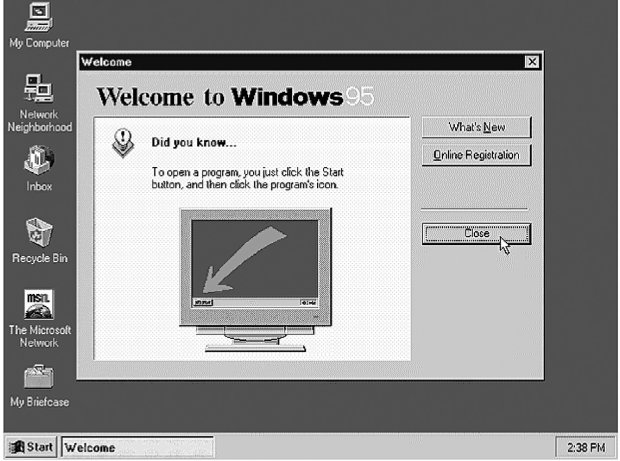 My Computer
Network
Neighborhood
Inbox
Recycle Bin
msn.
The Microsoft
Network
My Briefcase
Welcome
Welcome to Windows 95
Did you know...
To open a program, you just click the Start
button, and then click the program's icon.
What's New
Online Registration
Close
Start
Welcome
2:38 PM